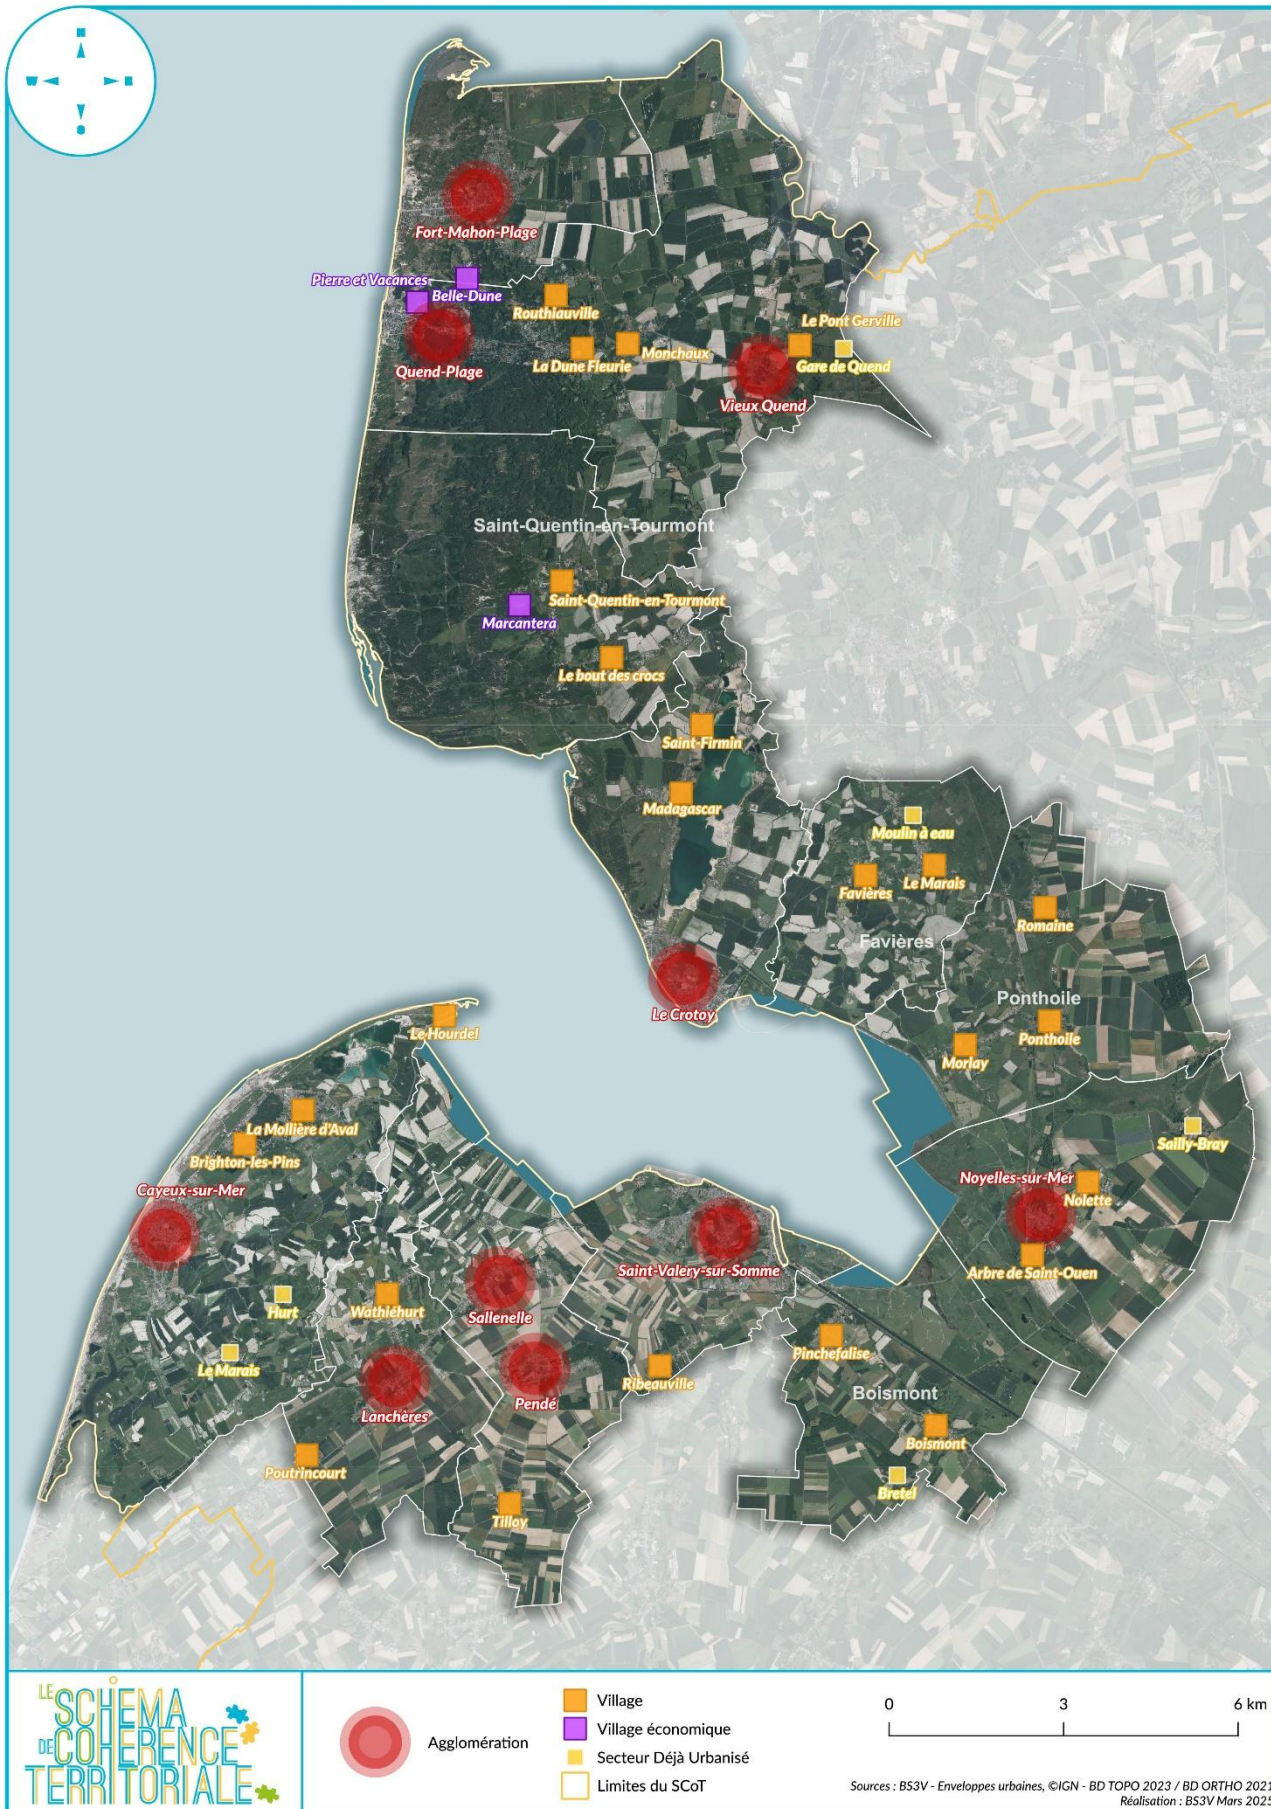 Fort-Mahon-Plage
Pierre et Vacances
Belle-Dune
Routhiauville
Le Pont Gerville
Quend-Plage
La Dune Fleurie
Monchaux
Gare de Quend
Vieux Quend
Saint-Quentin-en-Tourmont
Saint-Quentin-en-Tourmont
Marcantera
Le bout des crocs
Saint-Firmin
Madagascar
Moulin à eau
Favières
Le Marais
Romaine
Favières
Ponthoile
Le Crotoy
Le Hourdel
Ponthoile
Morlay
La Mollière d'Aval
Brighton-les-Pins
Sailly-Bray
Cayeux-sur-Mer
Noyelles-sur-Mer
Nolette
Saint-Valery-sur-Somme
Arbre de Saint-Ouen
Hurt
Wathiéhurt
Sallenelle
Le Marais
Pinchefalise
Ribeauville
Boismont
Lanchères
Pendé
Boismont
Poutrincourt
Bretel
Tilloy
LE SCHÉMA
DE COHÉRENCE
TERRITORIALE
Agglomération
Village
Village économique
Secteur Déjà Urbanisé
Limites du SCoT
0 3 6 km
Sources : BS3V - Enveloppes urbaines, ©IGN - BD TOPO 2023 / BD ORTHO 2021
Réalisation : BS3V Mars 2025